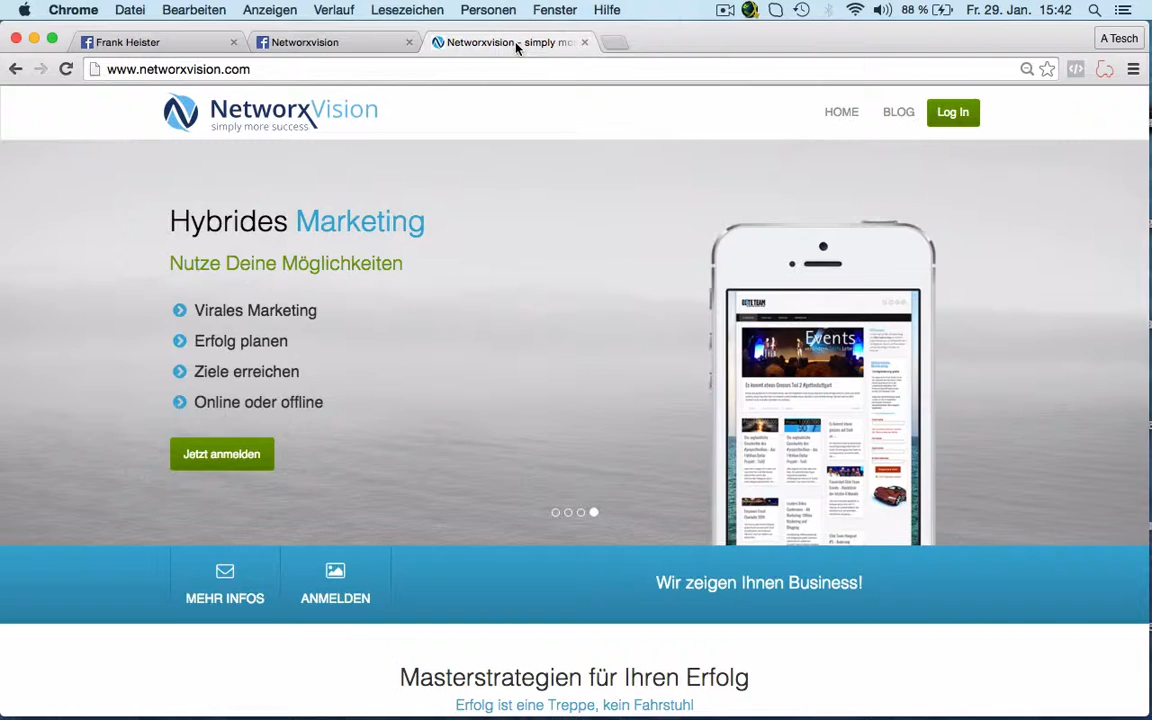 Chrome Datei Bearbeiten Anzeigen Verlauf Lesezeichen Personen Fenster Hilfe 88 % Fr. 29. Jan. 15:42
Frank Heister Networxvision Networxvision - simply mo A Tesch
www.networxvision.com
NetworxVision
simply more success
HOME BLOG Log In
Hybrides Marketing
Nutze Deine Möglichkeiten
Virales Marketing
Erfolg planen
Ziele erreichen
Online oder offline
Jetzt anmelden
Events
MEHR INFOS ANMELDEN Wir zeigen Ihnen Business!
Masterstrategien für Ihren Erfolg
Erfolg ist eine Treppe, kein Fahrstuhl